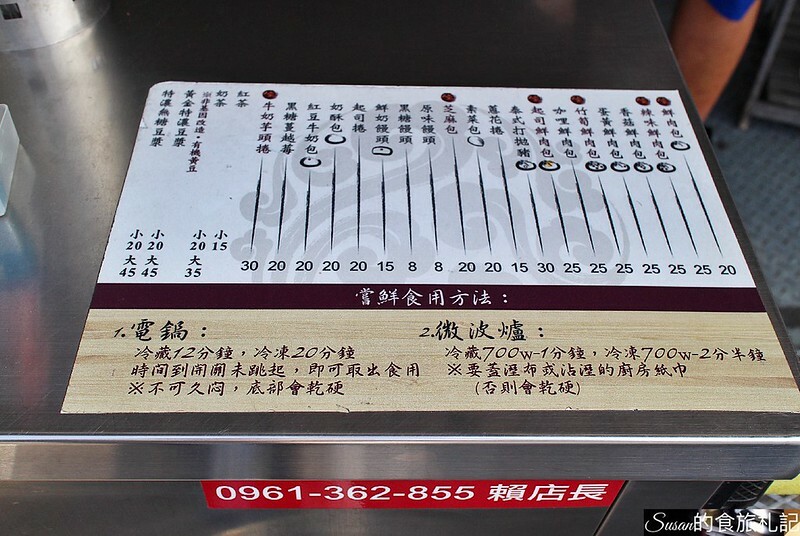 鮮肉包 20
辣味鮮肉包 25
香菇鮮肉包 25
蛋黃鮮肉包 25
竹筍鮮肉包 25
咖哩鮮肉包 25
起司鮮肉包 25
泰式打拋豬 30
蔥花捲 15
素菜包 20
芝麻包 20
原味饅頭 8
黑糖饅頭 8
鮮奶饅頭 15
起司捲 20
奶酥包 20
紅豆牛奶包 20
黑糖蔓越莓 20
牛奶芋頭捲 30
紅茶 小15
奶茶 小20 大35
※非基因改造，有機黃豆
黃金特濃豆漿 小20 大45
特濃無糖豆漿 小20 大45
嘗鮮食用方法：
1.電鍋：
冷藏12分鐘，冷凍20分鐘
時間到開關未跳起，即可取出食用
※不可久悶，底部會乾硬
2.微波爐：
冷藏700w-1分鐘，冷凍700w-2分半鐘
※要蓋溼布或沾溼的廚房紙巾
(否則會乾硬)
0961-362-855 賴店長
Susan的食旅札記